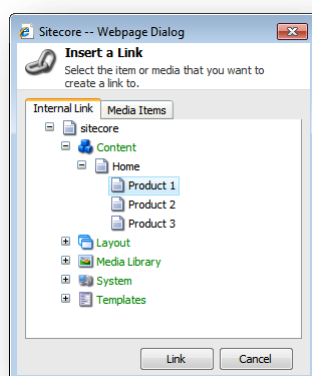 Sitecore -- Webpage Dialog
Insert a Link
Select the item or media that you want to
create a link to.
Internal Link
Media Items
sitecore
Content
Home
Product 1
Product 2
Product 3
Layout
Media Library
System
Templates
Link
Cancel